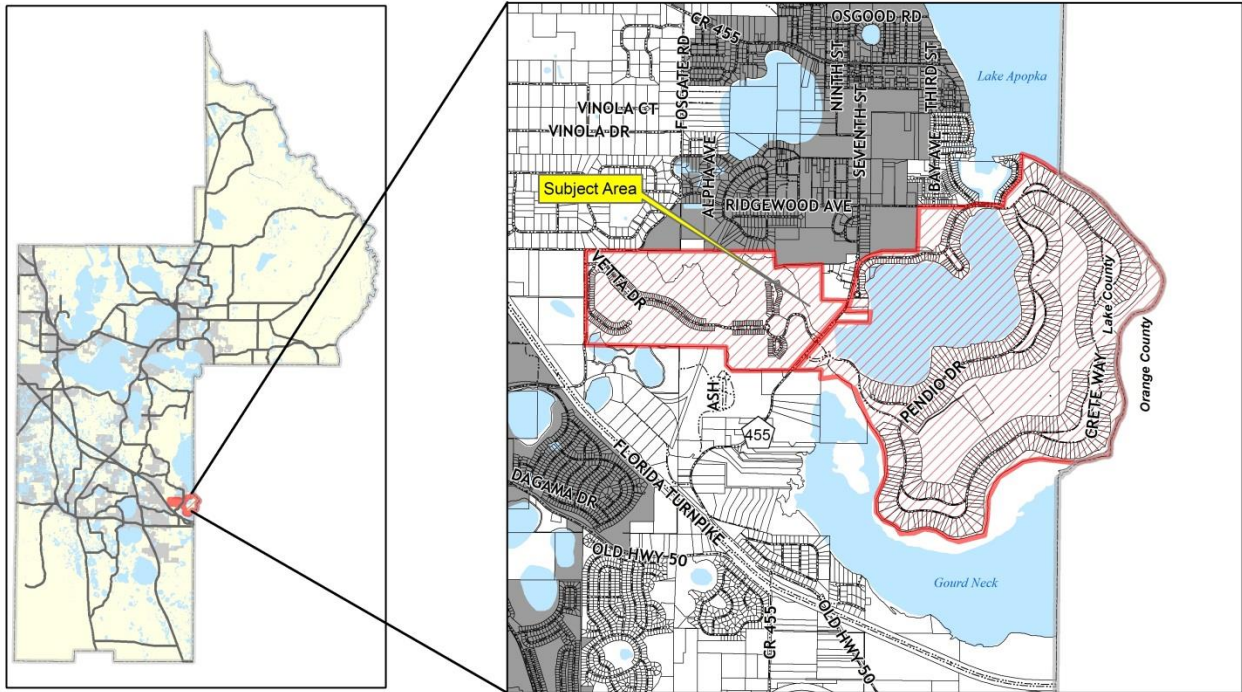 OSGOOD RD
CR 455
FOSGATE RD
NINTH ST
THIRD ST
Lake Apopka
VINOLA CT
VINOLA DR
SEVENTH ST
BAY AVE
ALPHA AVE
Subject Area
RIDGEWOOD AVE
VETTA DR
Lake County
Orange County
PENDIO DR
CRETE WAY
ASH
455
FLORIDA TURNPIKE
DAGAMA DR
OLD HWY 50
Gourd Neck
OLD HWY 50
CR 455